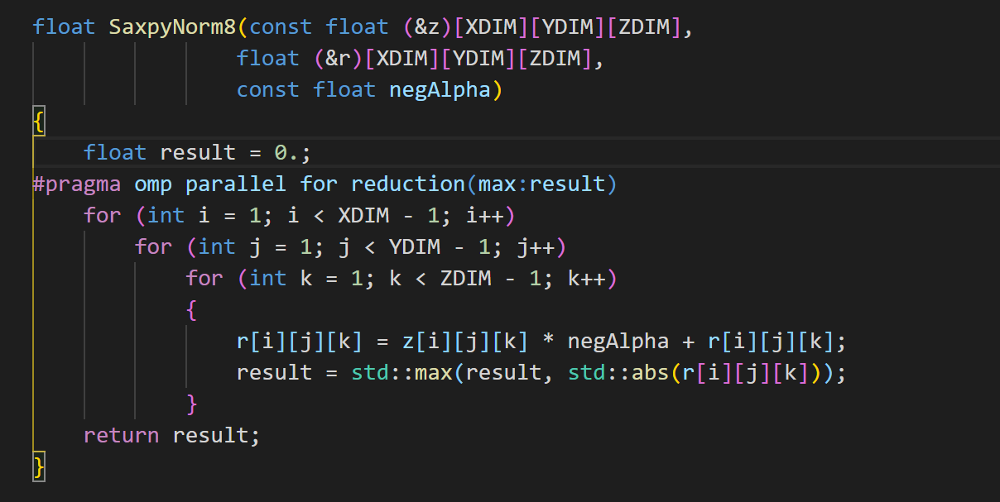 float SaxpyNorm8(const float (&z)[XDIM][YDIM][ZDIM],
                float (&r)[XDIM][YDIM][ZDIM],
                const float negAlpha)
{
    float result = 0.;
#pragma omp parallel for reduction(max:result)
    for (int i = 1; i < XDIM - 1; i++)
        for (int j = 1; j < YDIM - 1; j++)
            for (int k = 1; k < ZDIM - 1; k++)
            {
                r[i][j][k] = z[i][j][k] * negAlpha + r[i][j][k];
                result = std::max(result, std::abs(r[i][j][k]));
            }
    return result;
}